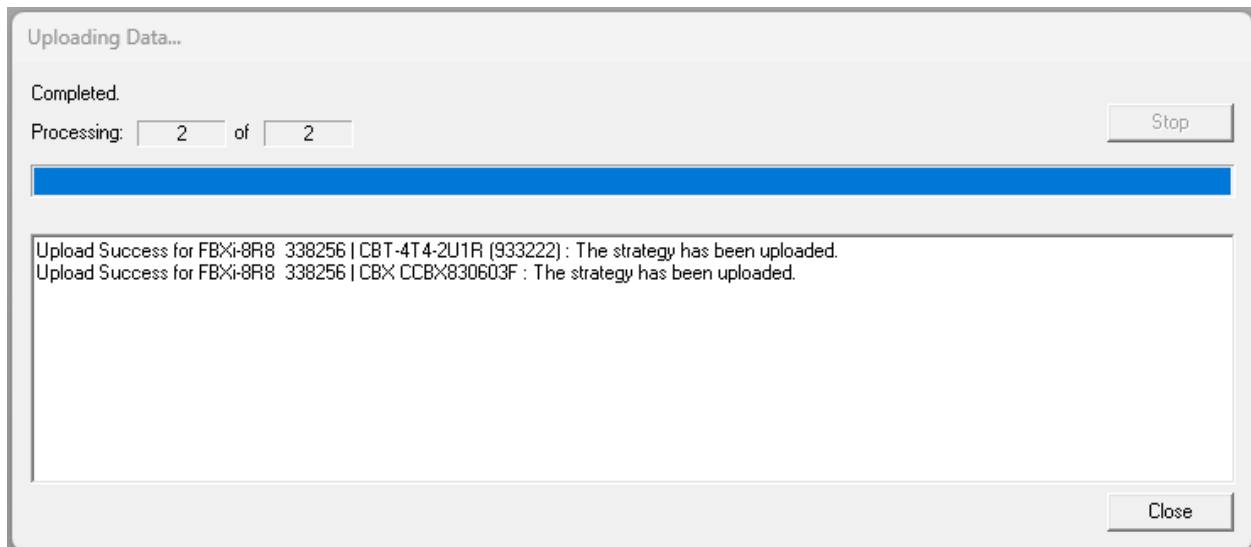 Uploading Data...
Completed.
Processing: 2 of 2
Stop
Upload Success for FBXi-8R8  338256 | CBT-4T4-2U1R (933222) : The strategy has been uploaded.
Upload Success for FBXi-8R8  338256 | CBX CCBX830603F : The strategy has been uploaded.
Close